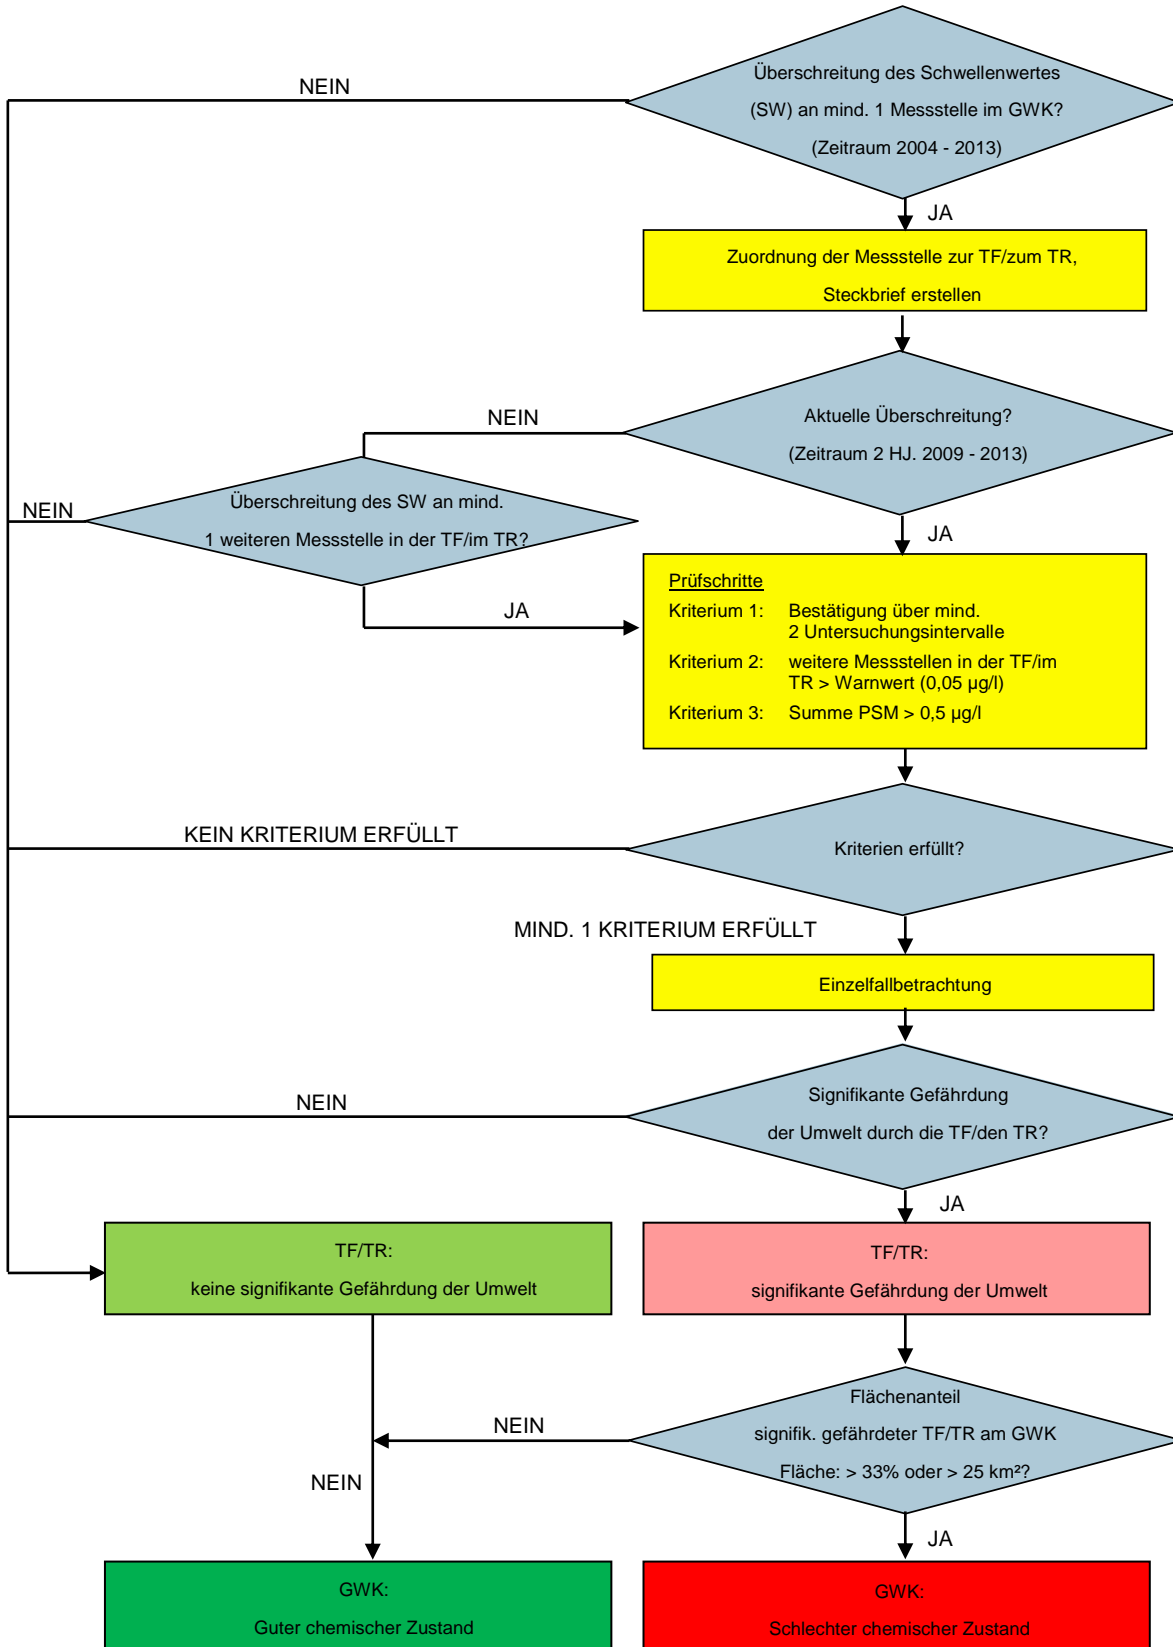 Überschreitung des Schwellenwertes
(SW) an mind. 1 Messstelle im GWK?
(Zeitraum 2004 - 2013)
NEIN
JA
Zuordnung der Messstelle zur TF/zum TR,
Steckbrief erstellen
Aktuelle Überschreitung?
(Zeitraum 2 HJ. 2009 - 2013)
NEIN
Überschreitung des SW an mind.
1 weiteren Messstelle in der TF/im TR?
NEIN
JA
JA
Prüfschritte
Kriterium 1: Bestätigung über mind.
2 Untersuchungsintervalle
Kriterium 2: weitere Messstellen in der TF/im
TR > Warnwert (0,05 µg/l)
Kriterium 3: Summe PSM > 0,5 µg/l
Kriterien erfüllt?
KEIN KRITERIUM ERFÜLLT
MIND. 1 KRITERIUM ERFÜLLT
Einzelfallbetrachtung
Signifikante Gefährdung
der Umwelt durch die TF/den TR?
NEIN
JA
TF/TR:
keine signifikante Gefährdung der Umwelt
TF/TR:
signifikante Gefährdung der Umwelt
Flächenanteil
signifik. gefährdeter TF/TR am GWK
Fläche: > 33% oder > 25 km²?
NEIN
NEIN
JA
GWK:
Guter chemischer Zustand
GWK:
Schlechter chemischer Zustand